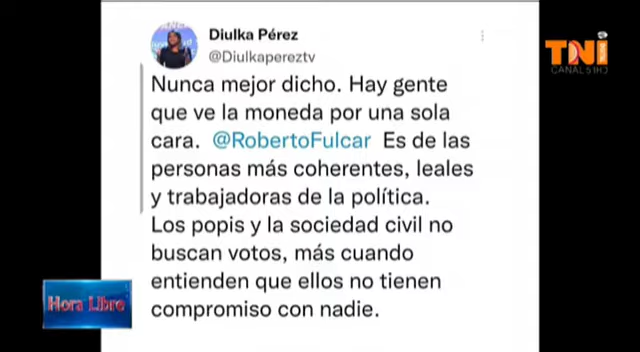 Diulka Pérez
@Diulkapereztv
Nunca mejor dicho. Hay gente
que ve la moneda por una sola
cara. @RobertoFulcar Es de las
personas más coherentes, leales
y trabajadoras de la política.
Los popis y la sociedad civil no
buscan votos, más cuando
entienden que ellos no tienen
compromiso con nadie.
TNi
CANAL 51HD
Hora Libre